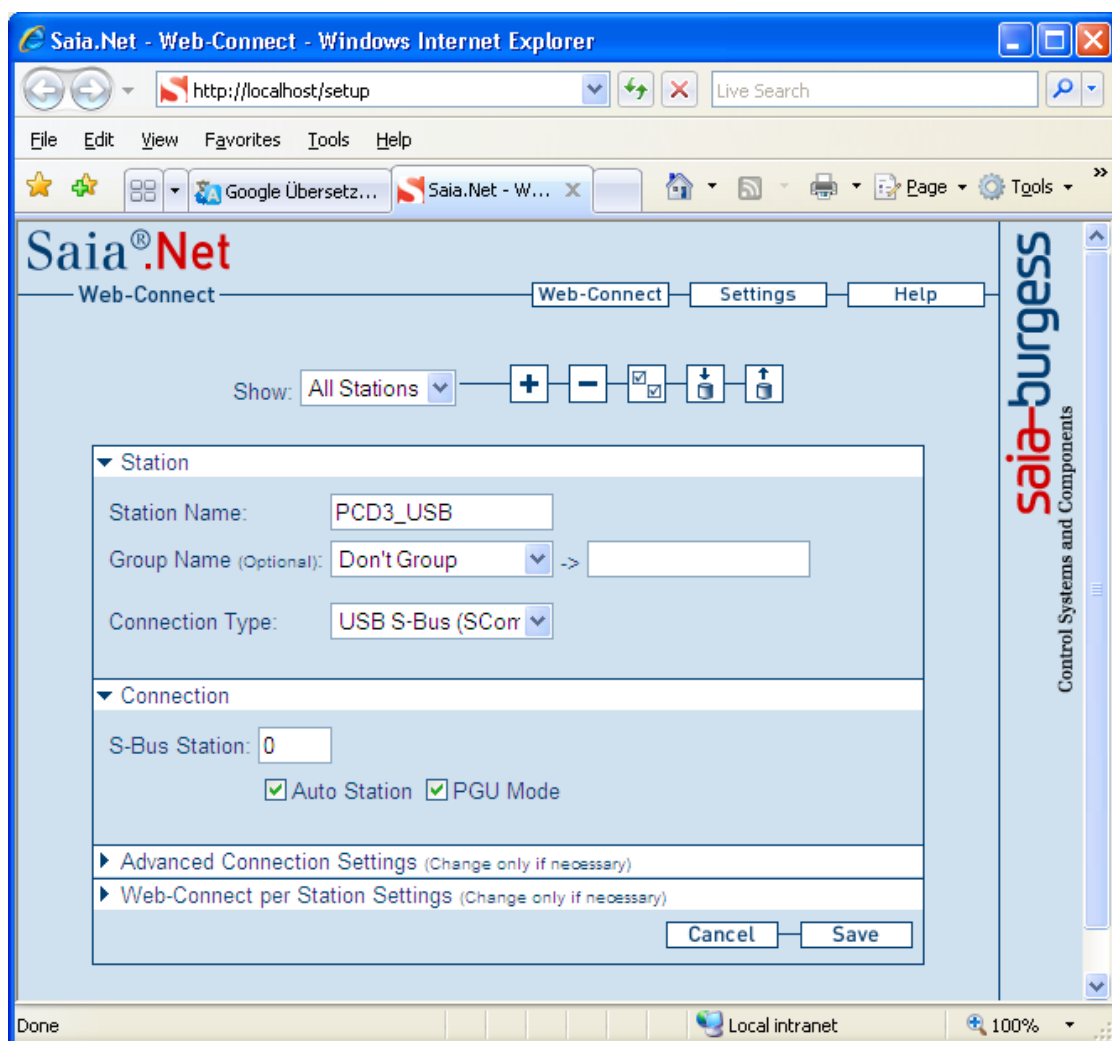 Saia.Net - Web-Connect - Windows Internet Explorer
http://localhost/setup
Live Search
File Edit View Favorites Tools Help
Google Übersetz... Saia.Net - W... X Page Tools »
Saia®.Net
Web-Connect
Web-Connect Settings Help
Show: All Stations
Station
Station Name: PCD3_USB
Group Name (Optional): Don't Group ->
Connection Type: USB S-Bus (SCom
Connection
S-Bus Station: 0
Auto Station PGU Mode
Advanced Connection Settings (Change only if necessary)
Web-Connect per Station Settings (Change only if necessary)
Cancel Save
saia-burgess
Control Systems and Components
Done Local intranet 100%